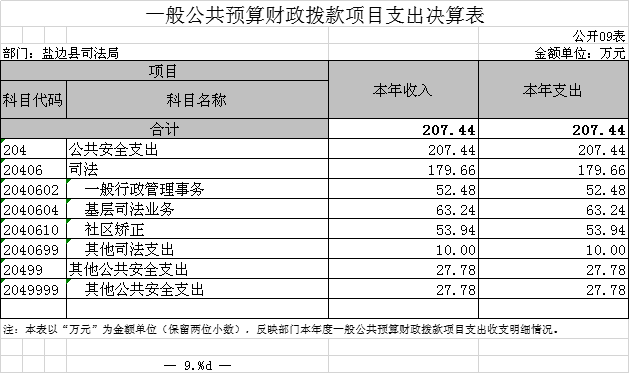 一般公共预算财政拨款项目支出决算表
公开09表
部门：盐边县司法局 金额单位：万元
项目 本年收入 本年支出
科目代码 科目名称
合计 207.44 207.44
204 公共安全支出 207.44 207.44
20406 司法 179.66 179.66
2040602 一般行政管理事务 52.48 52.48
2040604 基层司法业务 63.24 63.24
2040610 社区矫正 53.94 53.94
2040699 其他司法支出 10.00 10.00
20499 其他公共安全支出 27.78 27.78
2049999 其他公共安全支出 27.78 27.78
注：本表以“万元”为金额单位（保留两位小数），反映部门本年度一般公共预算财政拨款项目支出收支明细情况。
— 9.%d —